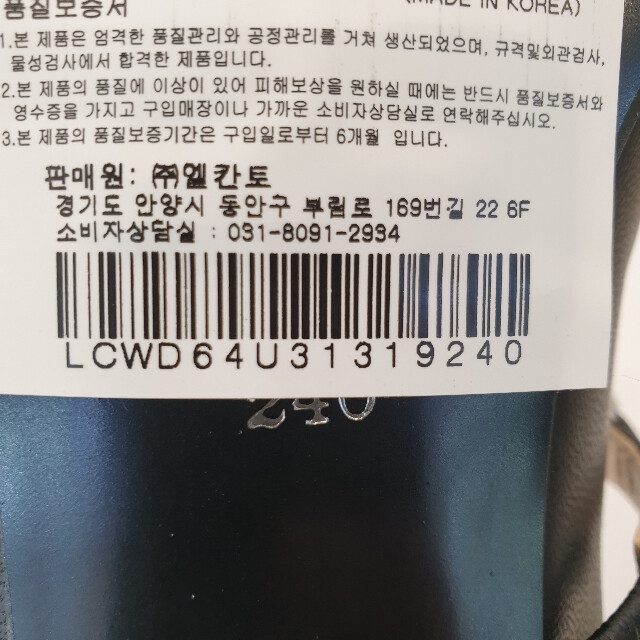 품질보증서 (MADE IN KOREA)
1.본 제품은 엄격한 품질관리와 공정관리를 거쳐 생산되었으며, 규격및외관검사,
물성검사에서 합격한 제품입니다.
2.본 제품의 품질에 이상이 있어 피해보상을 원하실 때에는 반드시 품질보증서와
영수증을 가지고 구입매장이나 가까운 소비자상담실로 연락해주십시오.
3.본 제품의 품질보증기간은 구입일로부터 6개월 입니다.
판매원: ㈜엘칸토
경기도 안양시 동안구 부림로 169번길 22 6F
소비자상담실 : 031-8091-2934
LCWD64U31319240
240